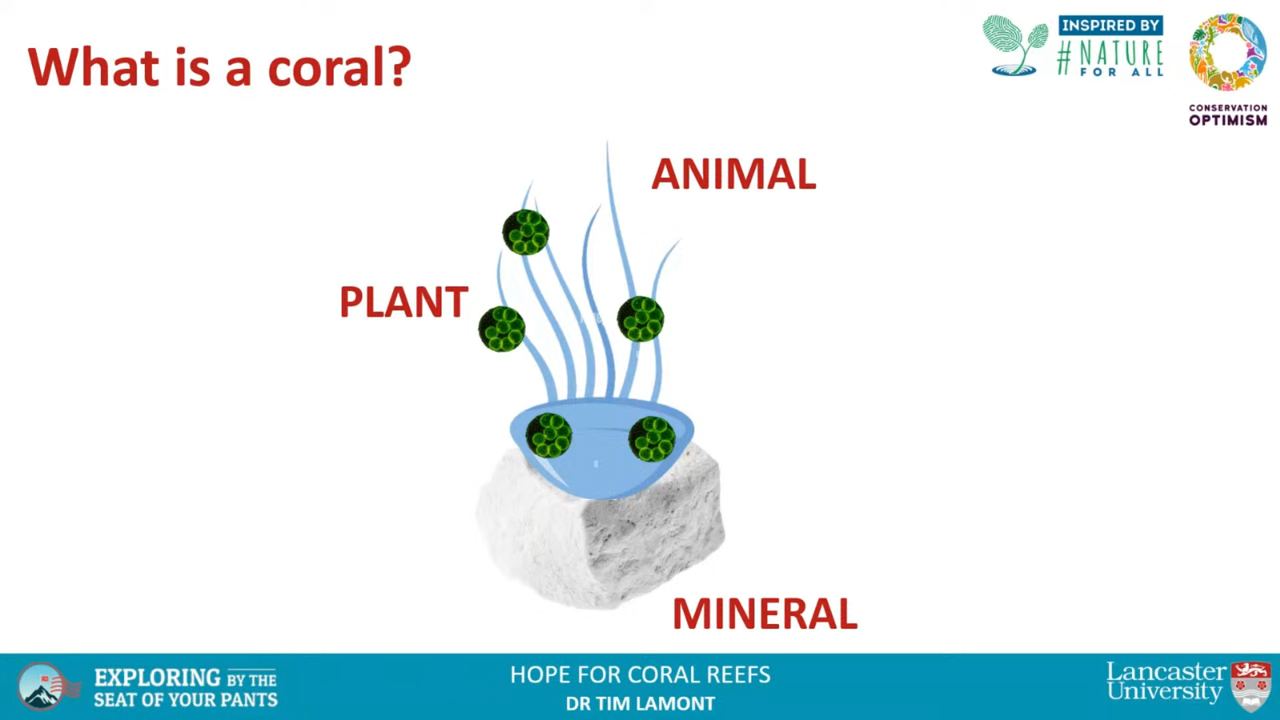 What is a coral?
INSPIRED BY
#NATURE
FOR ALL
CONSERVATION
OPTIMISM
ANIMAL
PLANT
MINERAL
EXPLORING BY THE
SEAT OF YOUR PANTS
HOPE FOR CORAL REEFS
DR TIM LAMONT
Lancaster
University